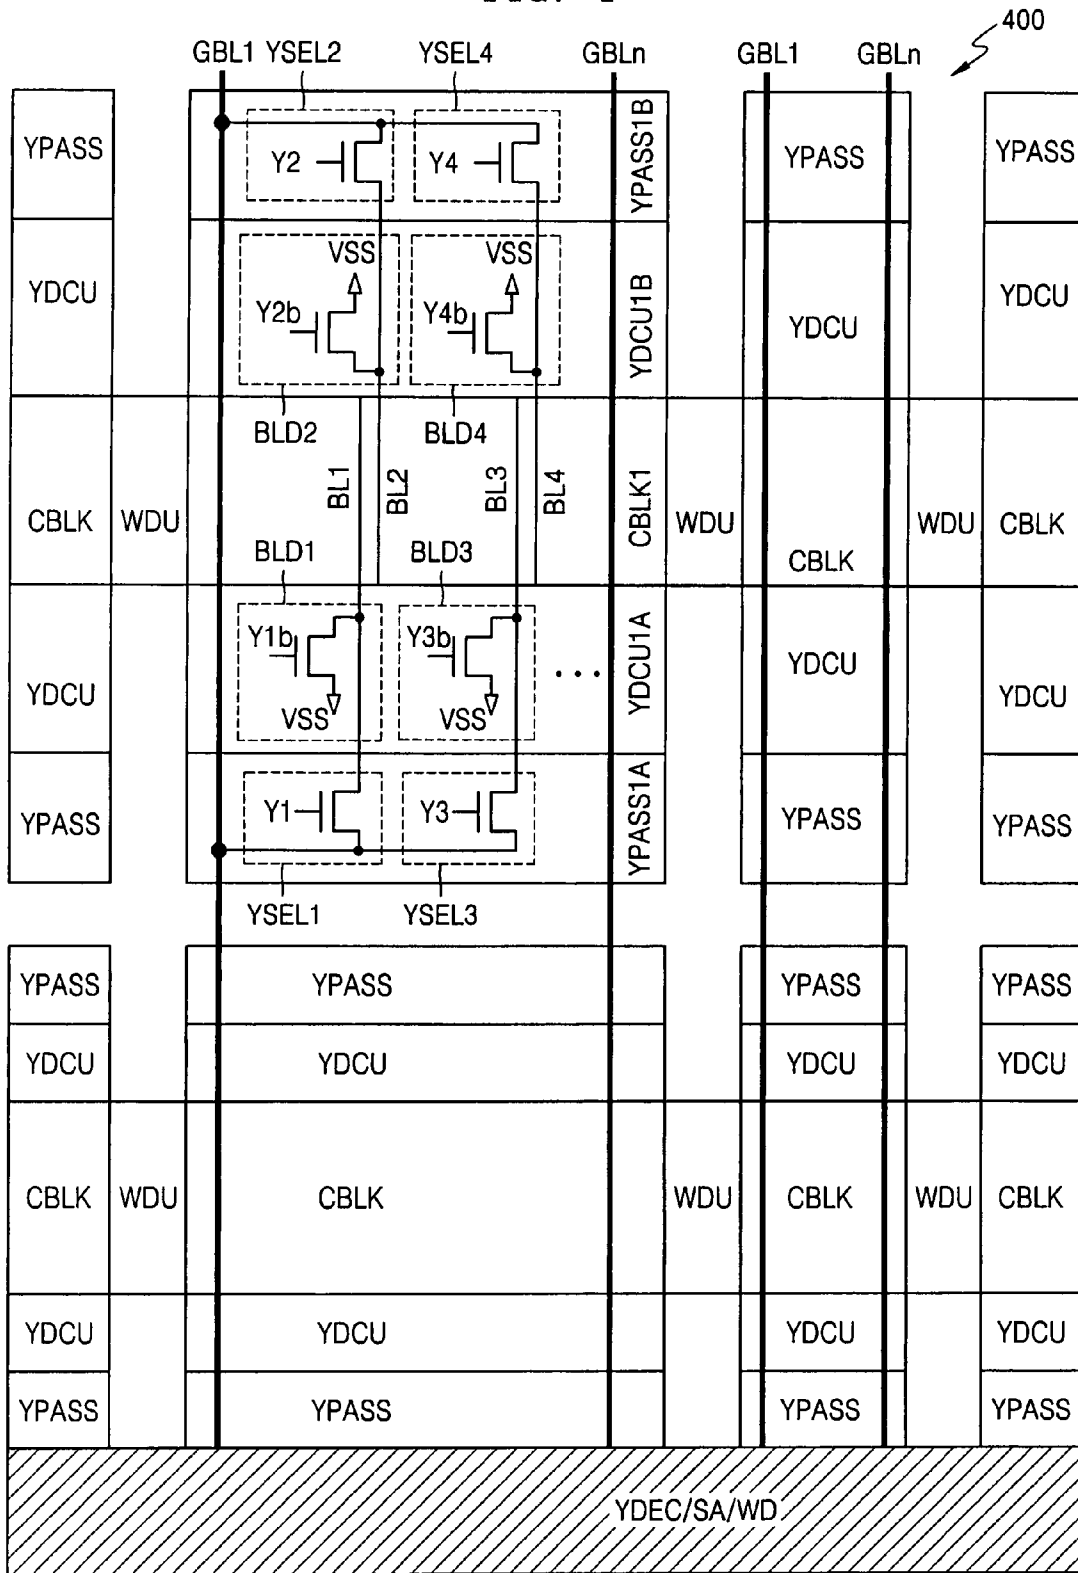 400
GBL1 YSEL2 YSEL4 GBLn GBL1 GBLn
YPASS Y2 Y4 YPASS1B YPASS YPASS
VSS VSS
YDCU Y2b Y4b YDCU1B YDCU YDCU
BLD2 BLD4
BL1 BL2 BL3 BL4
CBLK WDU CBLK1 WDU CBLK WDU CBLK
BLD1 BLD3
YDCU Y1b Y3b ... YDCU1A YDCU YDCU
VSS VSS
YPASS Y1 Y3 YPASS1A YPASS YPASS
YSEL1 YSEL3
YPASS YPASS YPASS YPASS
YDCU YDCU YDCU YDCU
CBLK WDU CBLK WDU CBLK WDU CBLK
YDCU YDCU YDCU YDCU
YPASS YPASS YPASS YPASS
YDEC/SA/WD